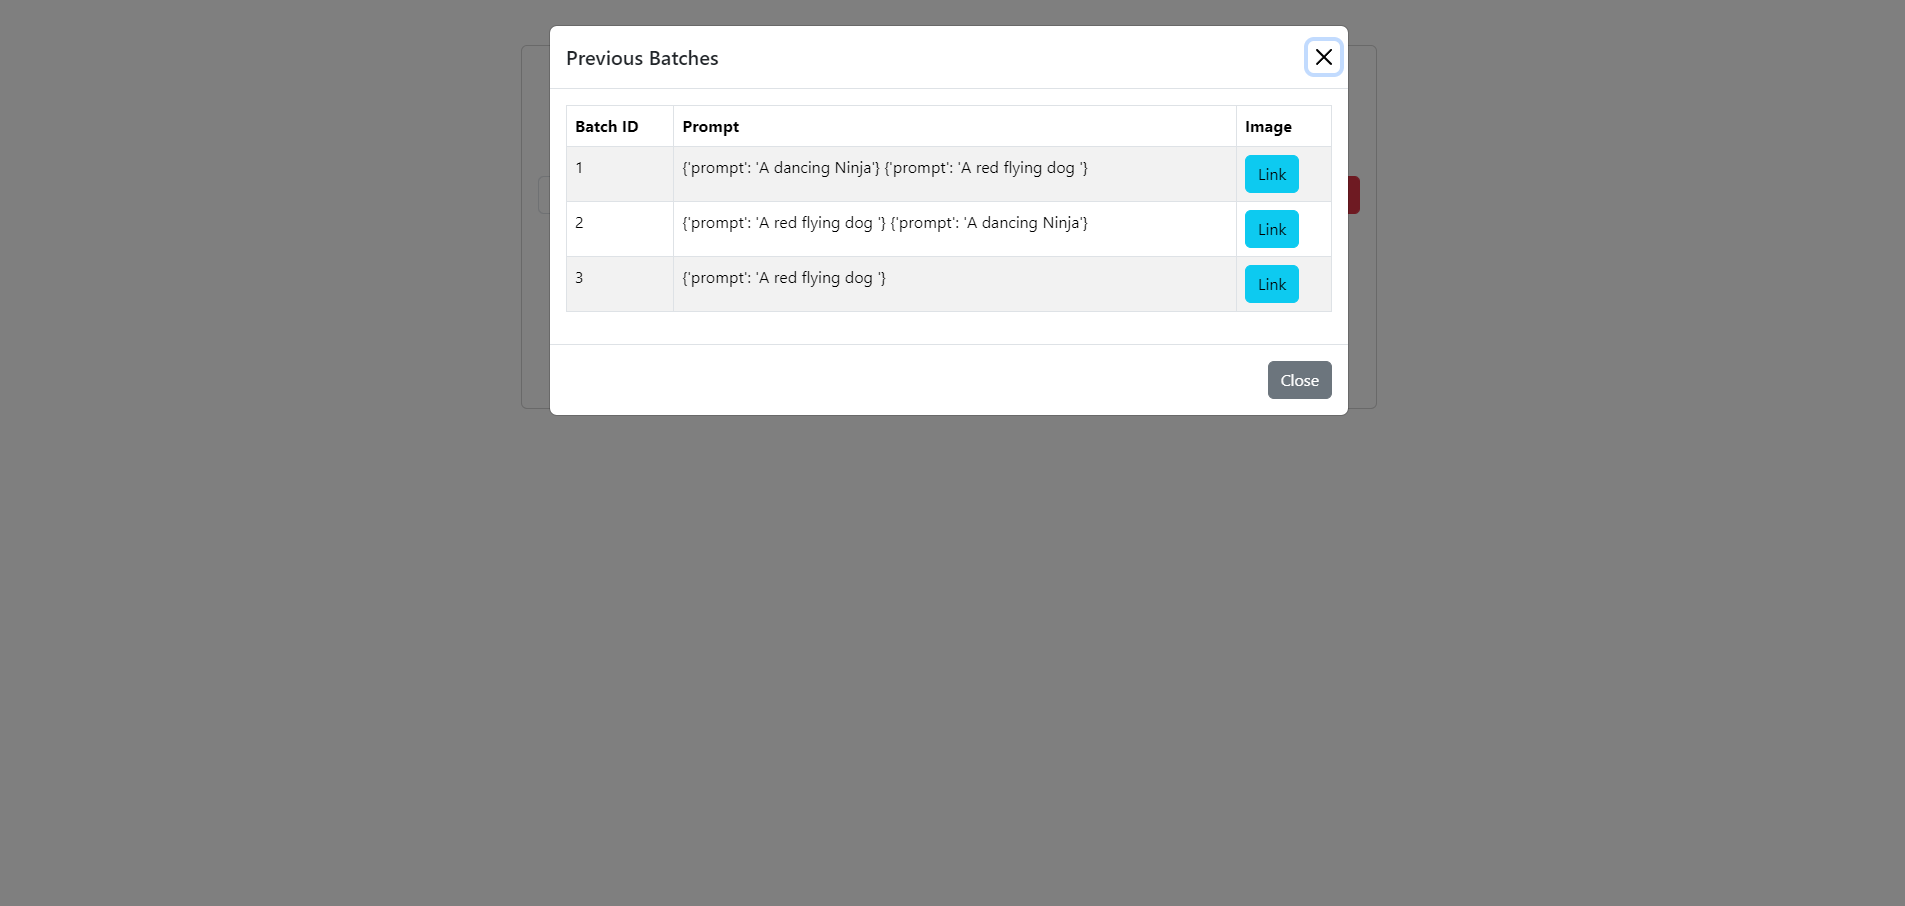 Previous Batches
Batch ID Prompt Image
1 {'prompt': 'A dancing Ninja'} {'prompt': 'A red flying dog '} Link
2 {'prompt': 'A red flying dog '} {'prompt': 'A dancing Ninja'} Link
3 {'prompt': 'A red flying dog '} Link
Close